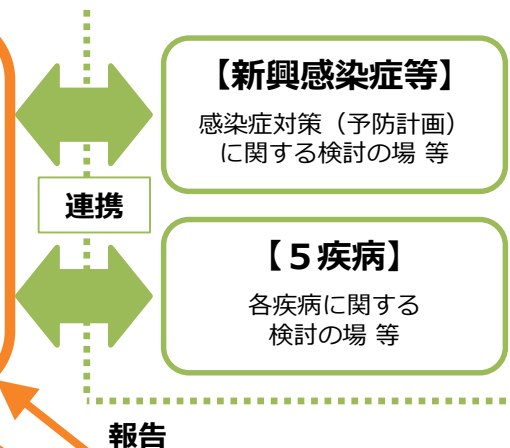 【新興感染症等】
感染症対策（予防計画）
に関する検討の場 等
連携
【５疾病】
各疾病に関する
検討の場 等
報告